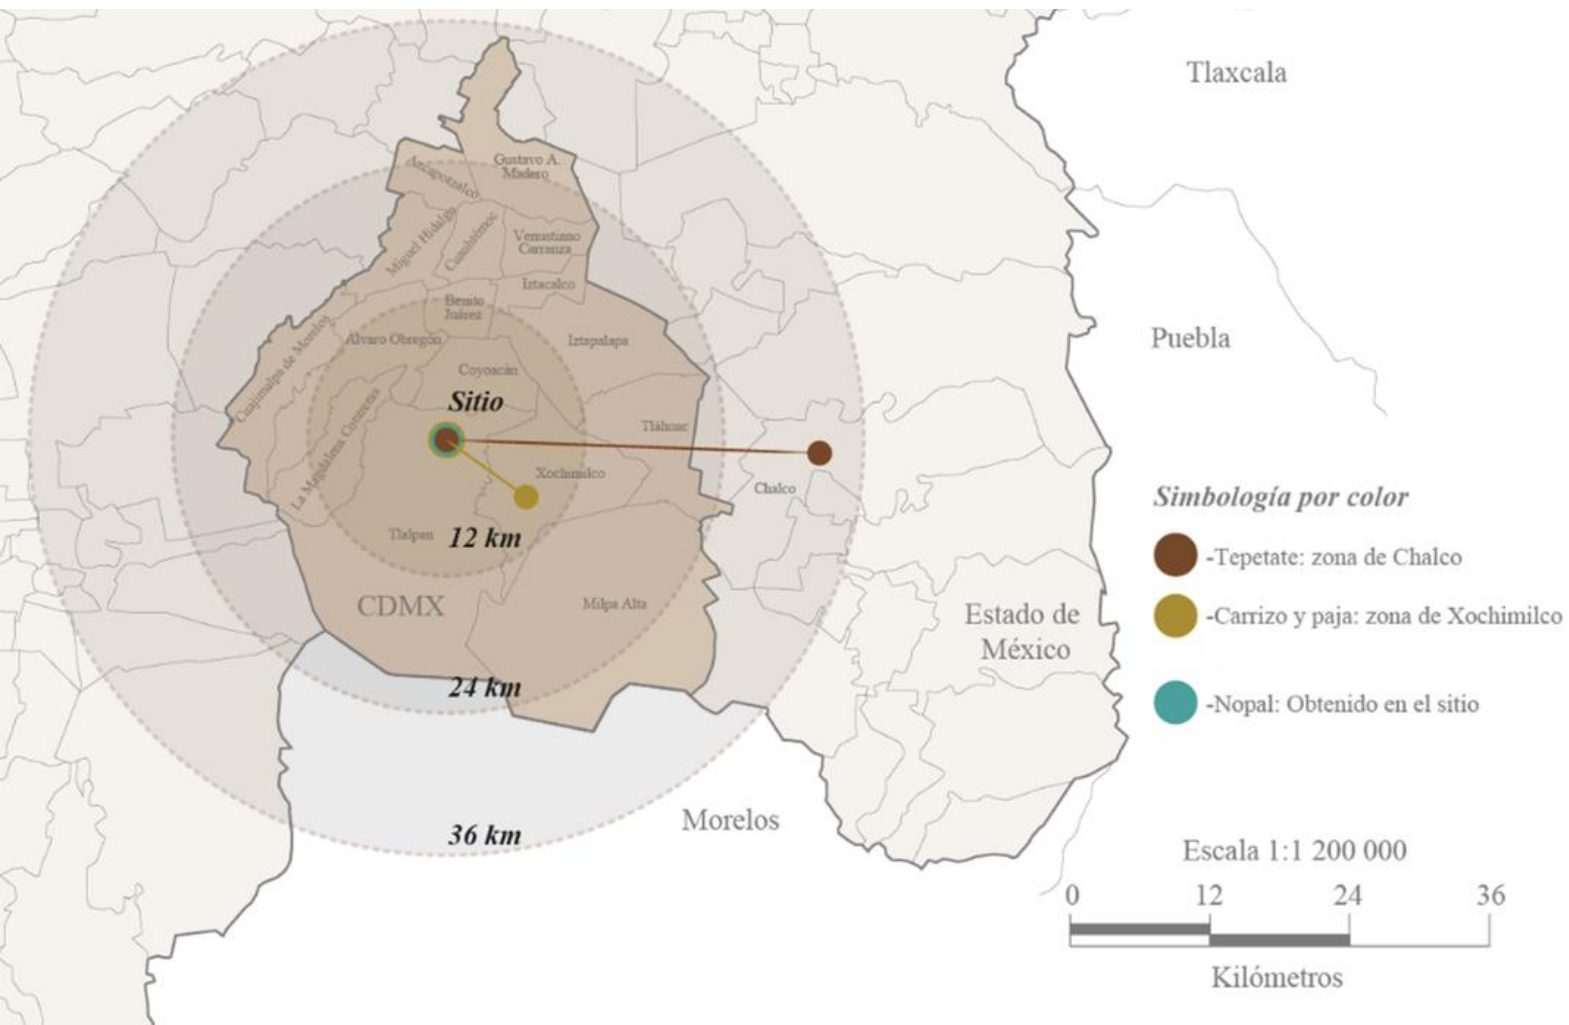 Tlaxcala
Gustavo A.
Madero
Azcapotzalco
Miguel Hidalgo
Cuauhtémoc
Venustiano
Carranza
Iztacalco
Benito
Juárez
Cuajimalpa de Morelos
Álvaro Obregón
Iztapalapa
Puebla
Coyoacán
Sitio
La Magdalena Contreras
Tláhuac
Xochimilco
Chalco
Tlalpan
12 km
CDMX
Milpa Alta
Estado de
México
24 km
Morelos
36 km
Simbología por color
-Tepetate: zona de Chalco
-Carrizo y paja: zona de Xochimilco
-Nopal: Obtenido en el sitio
Escala 1:1 200 000
0 12 24 36
Kilómetros